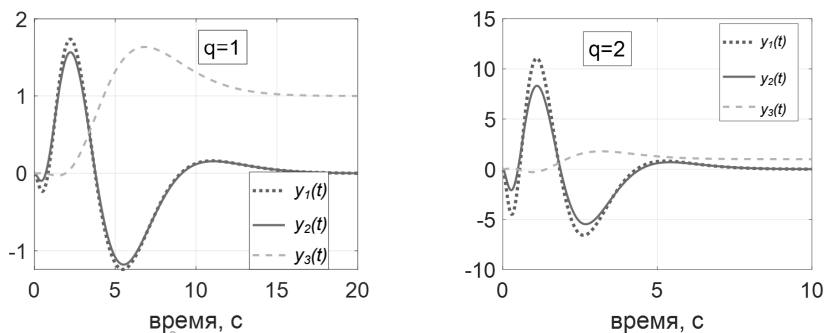 2
q=1
1
0
y₁(t)
y₂(t)
-1
y₃(t)
0 5 10 15 20
время, с
15
y₁(t)
q=2
y₂(t)
10
y₃(t)
5
0
-5
-10
0 5 10
время, с